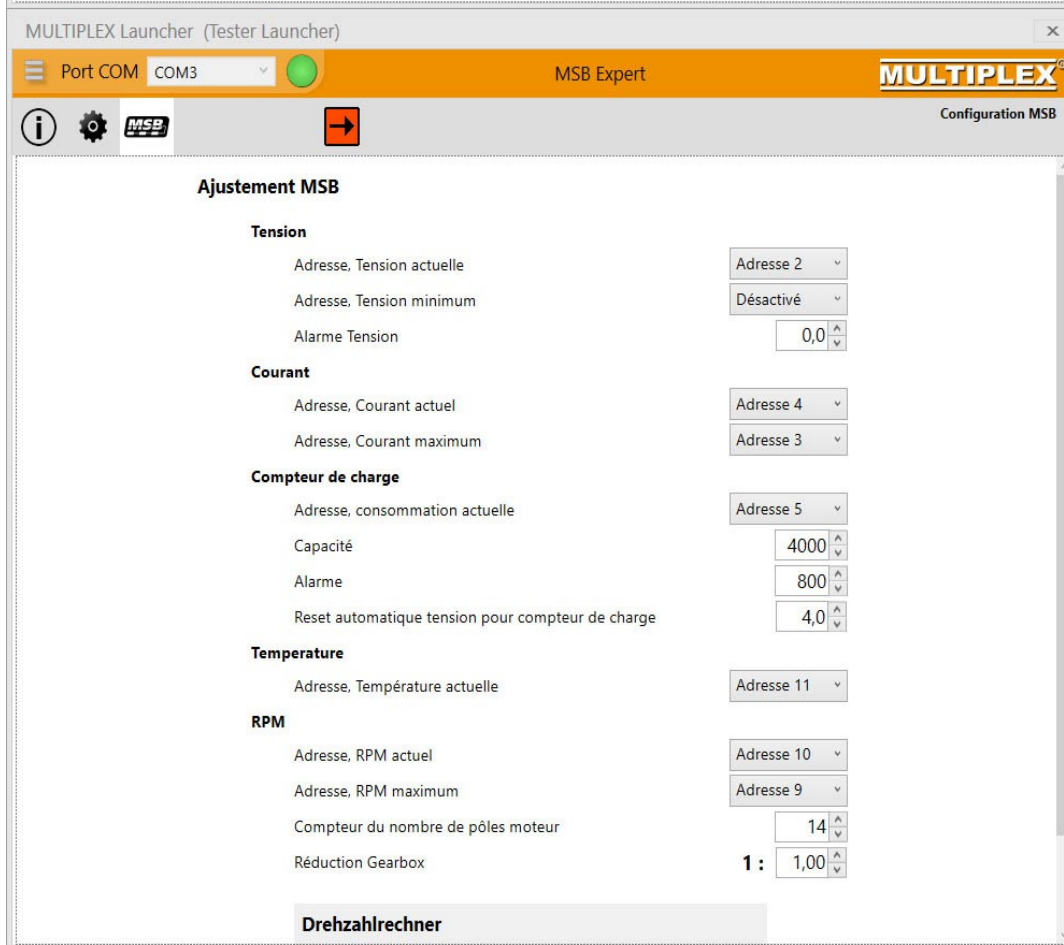 MULTIPLEX Launcher (Tester Launcher)
Port COM COM3 MSB Expert MULTIPLEX®
MSB Configuration MSB
Ajustement MSB
Tension
Adresse, Tension actuelle Adresse 2
Adresse, Tension minimum Désactivé
Alarme Tension 0,0
Courant
Adresse, Courant actuel Adresse 4
Adresse, Courant maximum Adresse 3
Compteur de charge
Adresse, consommation actuelle Adresse 5
Capacité 4000
Alarme 800
Reset automatique tension pour compteur de charge 4,0
Temperature
Adresse, Température actuelle Adresse 11
RPM
Adresse, RPM actuel Adresse 10
Adresse, RPM maximum Adresse 9
Compteur du nombre de pôles moteur 14
Réduction Gearbox 1 : 1,00
Drehzahlrechner